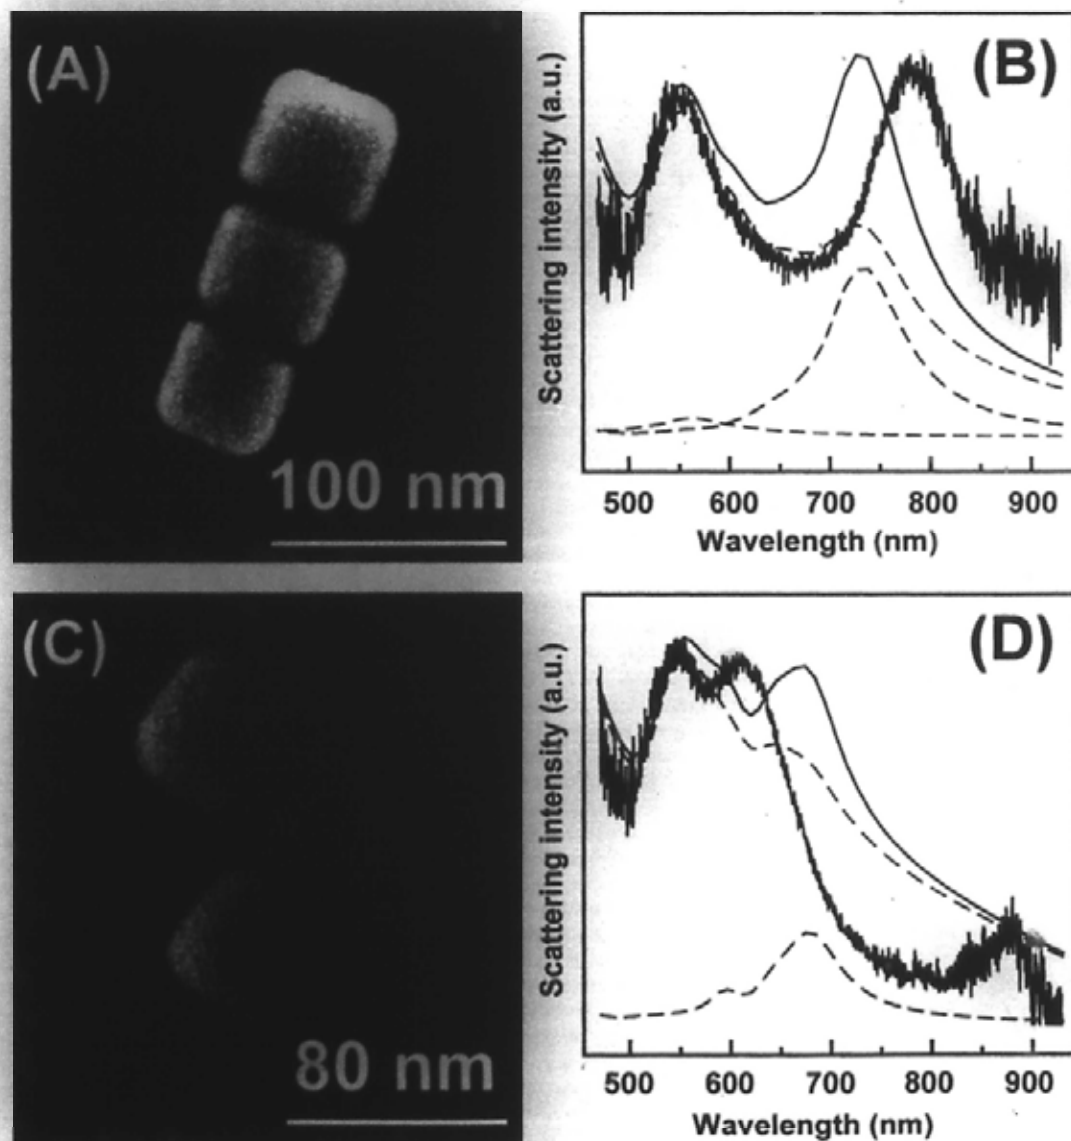 (A)
100 nm
(B)
Scattering intensity (a.u.)
500 600 700 800 900
Wavelength (nm)
(C)
80 nm
(D)
Scattering intensity (a.u.)
500 600 700 800 900
Wavelength (nm)